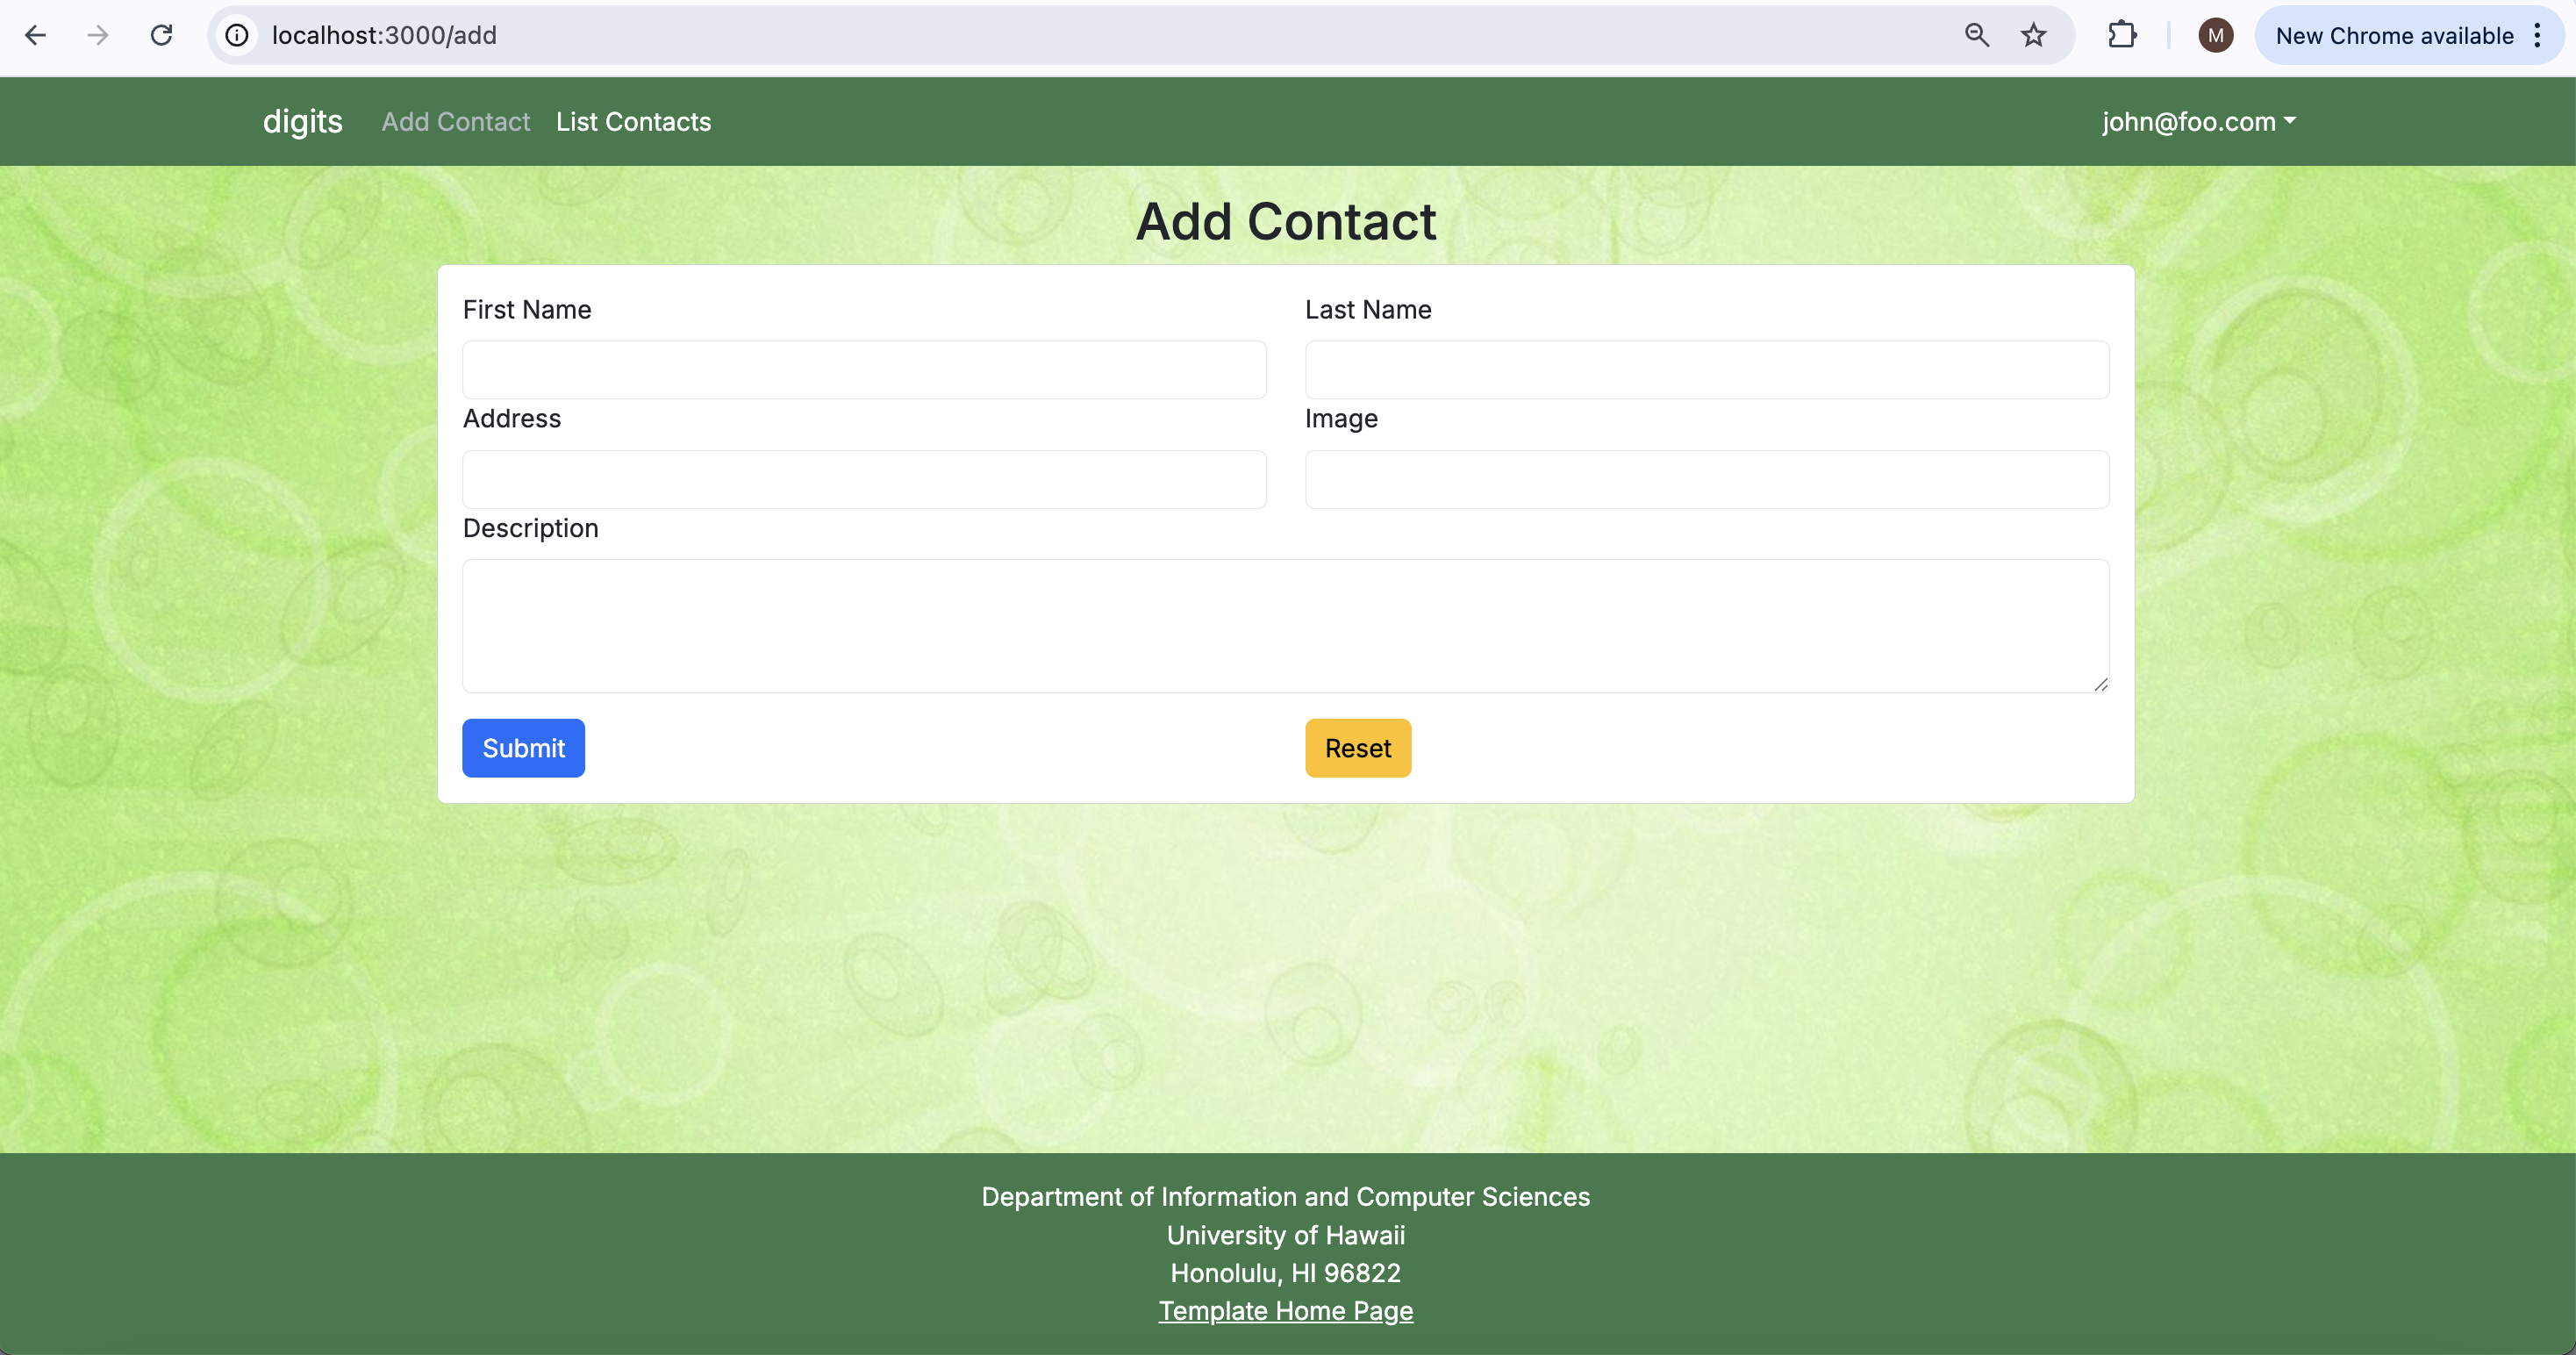 localhost:3000/add
M
New Chrome available
digits Add Contact List Contacts john@foo.com
Add Contact
First Name Last Name
Address Image
Description
Submit Reset
Department of Information and Computer Sciences
University of Hawaii
Honolulu, HI 96822
Template Home Page